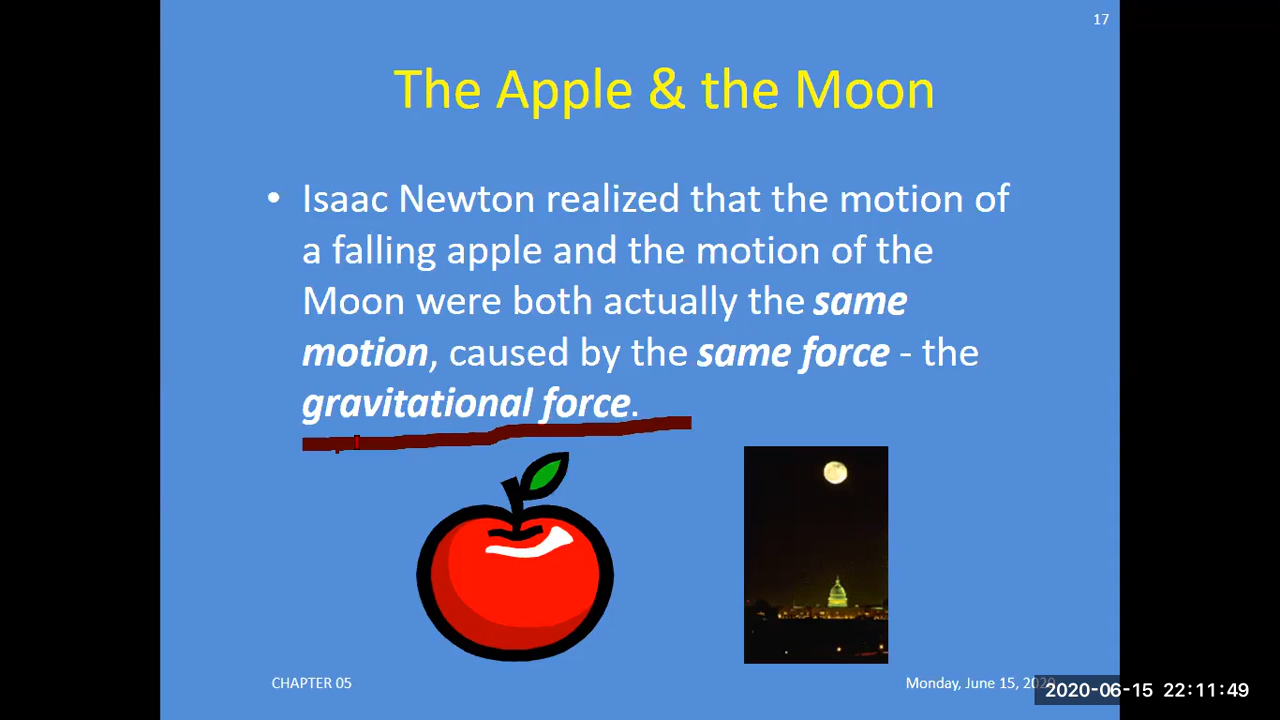 17
The Apple & the Moon
• Isaac Newton realized that the motion of
a falling apple and the motion of the
Moon were both actually the same
motion, caused by the same force - the
gravitational force.
CHAPTER 05
Monday, June 15, 2020
2020-06-15 22:11:49